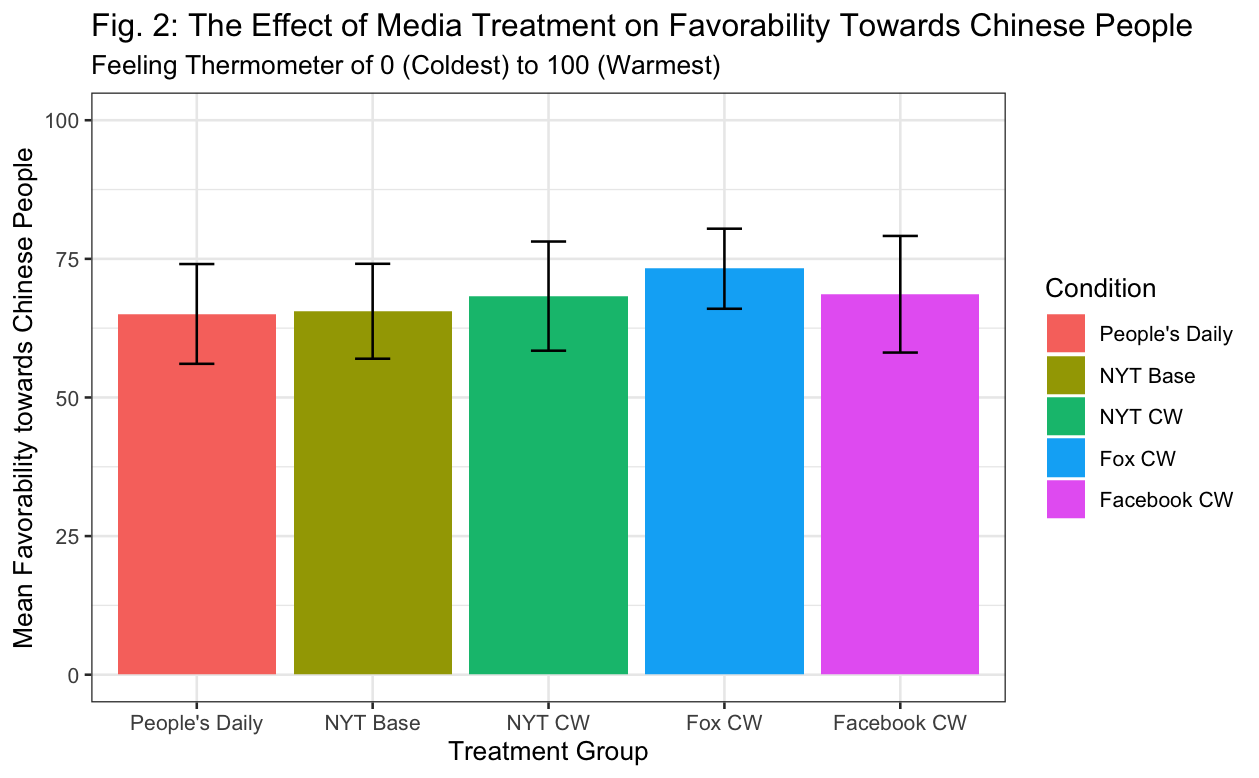 Fig. 2: The Effect of Media Treatment on Favorability Towards Chinese People
Feeling Thermometer of 0 (Coldest) to 100 (Warmest)
Mean Favorability towards Chinese People
100
75
50
25
0
People's Daily
NYT Base
NYT CW
Fox CW
Facebook CW
Treatment Group
Condition
People's Daily
NYT Base
NYT CW
Fox CW
Facebook CW